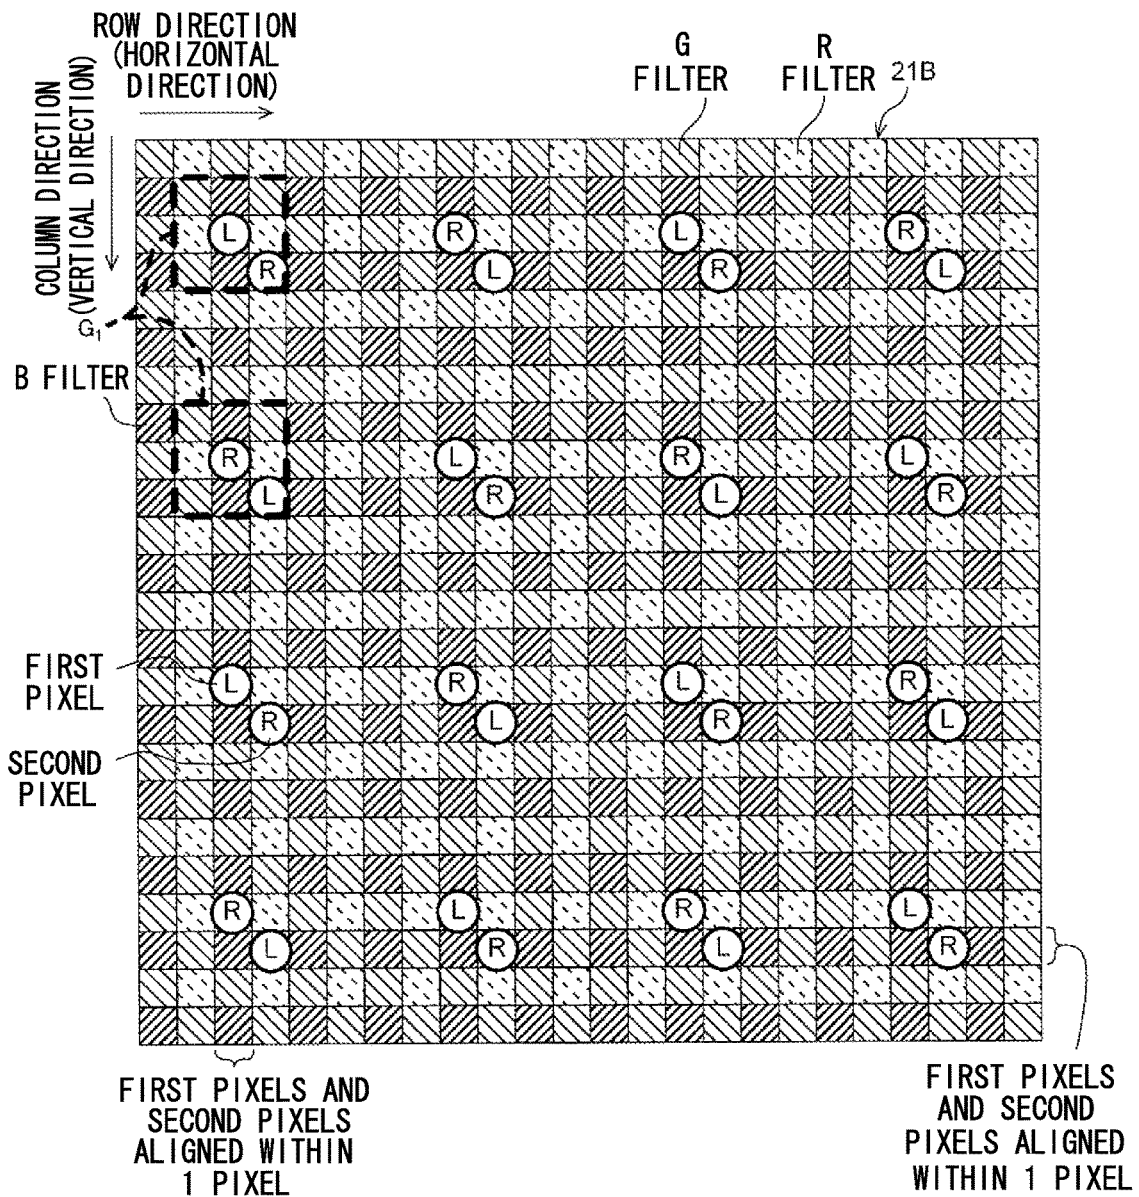 ROW DIRECTION
(HORIZONTAL
DIRECTION)
COLUMN DIRECTION
(VERTICAL DIRECTION)
G
FILTER
R
FILTER
21B
L R L R
R L R L
G1
B FILTER
R L R L
L R L R
FIRST
PIXEL
L R L R
R L R L
SECOND
PIXEL
R L R L
L R L R
FIRST PIXELS AND
SECOND PIXELS
ALIGNED WITHIN
1 PIXEL
FIRST PIXELS
AND SECOND
PIXELS ALIGNED
WITHIN 1 PIXEL